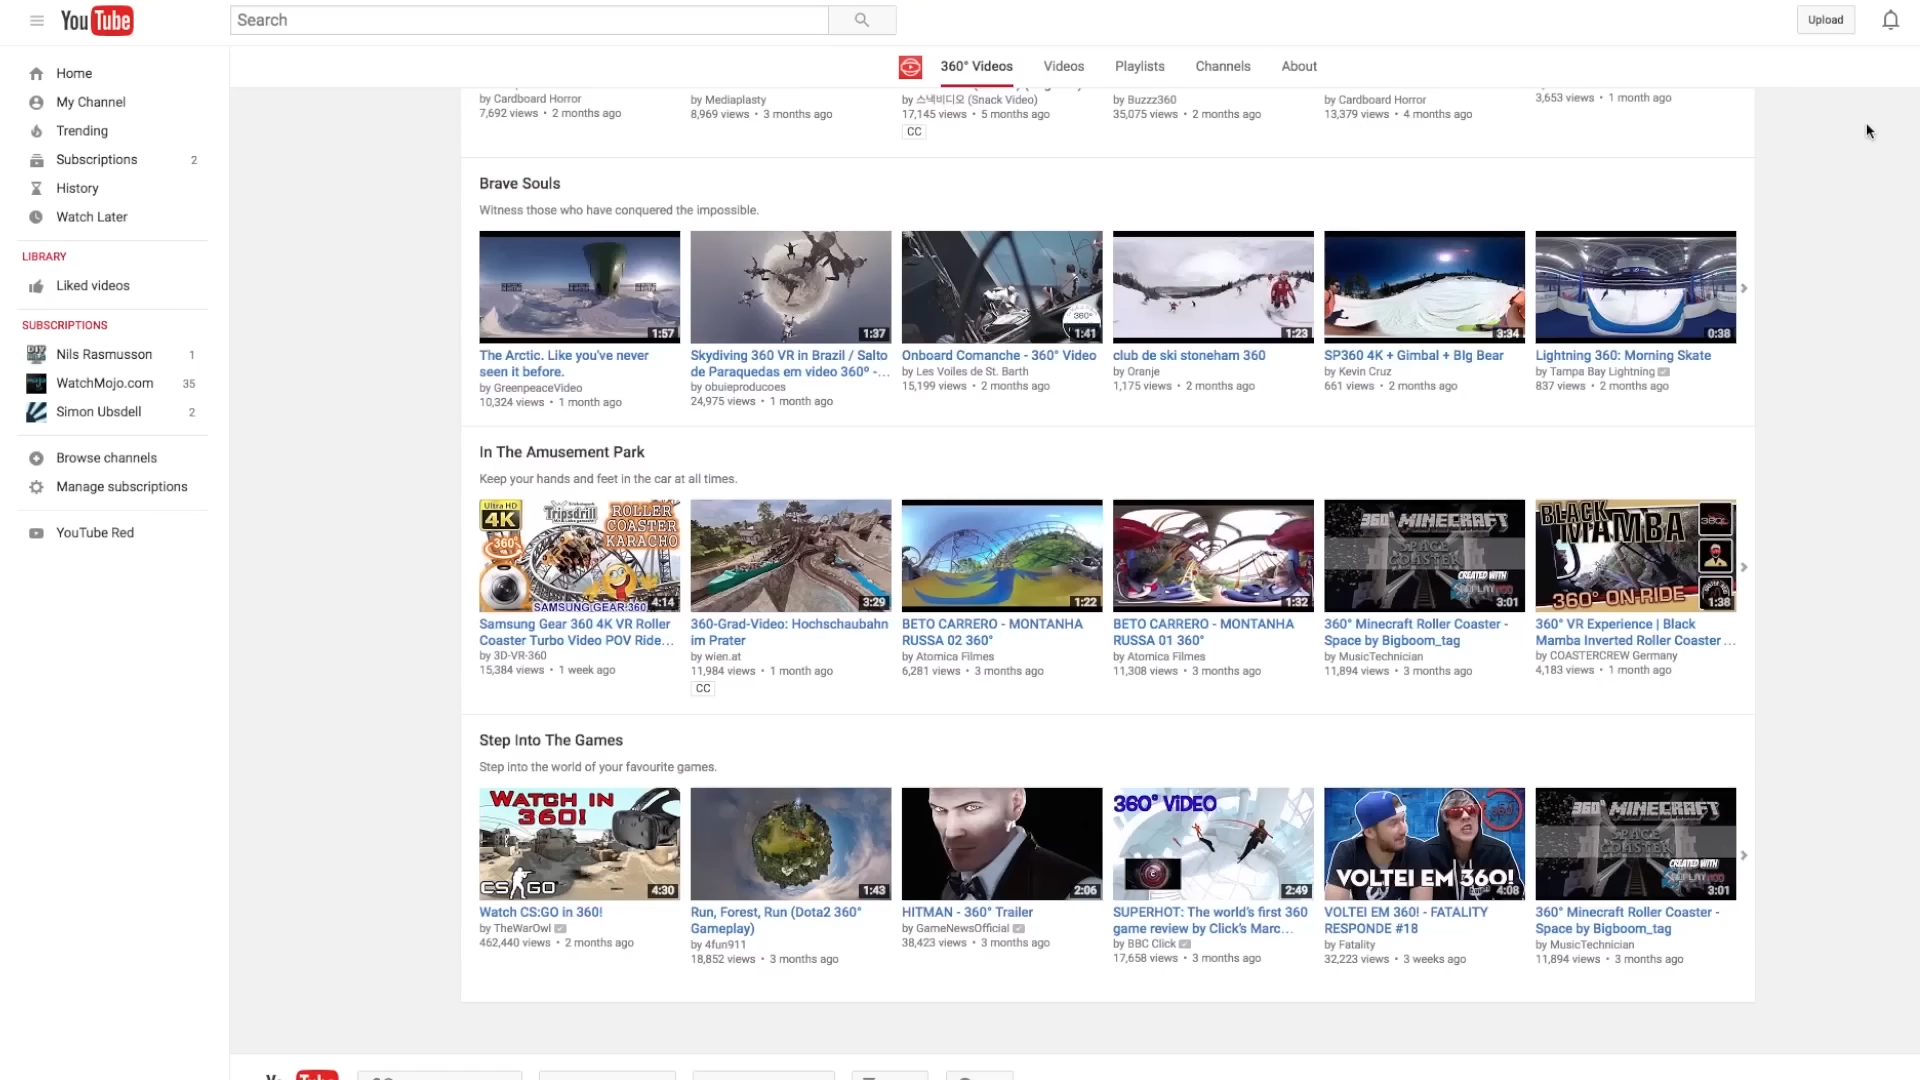 YouTube
Search
Upload
Home
My Channel
Trending
Subscriptions 2
History
Watch Later
LIBRARY
Liked videos
SUBSCRIPTIONS
Nils Rasmusson 1
WatchMojo.com 35
Simon Ubsdell 2
Browse channels
Manage subscriptions
YouTube Red
360° Videos Videos Playlists Channels About
by Cardboard Horror
7,692 views • 2 months ago
by Mediaplasty
8,969 views • 3 months ago
by 스낵비디오 (Snack Video)
17,145 views • 5 months ago
CC
by Buzzz360
35,075 views • 2 months ago
by Cardboard Horror
13,379 views • 4 months ago
3,653 views • 1 month ago
Brave Souls
Witness those who have conquered the impossible.
1:57
The Arctic. Like you've never
seen it before.
by GreenpeaceVideo
10,324 views • 1 month ago
1:37
Skydiving 360 VR in Brazil / Salto
de Paraquedas em video 360º -...
by obuieproducoes
24,975 views • 1 month ago
360°
1:41
Onboard Comanche - 360° Video
by Les Voiles de St. Barth
15,199 views • 2 months ago
1:23
club de ski stoneham 360
by Oranje
1,175 views • 2 months ago
3:34
SP360 4K + Gimbal + BIg Bear
by Kevin Cruz
661 views • 2 months ago
0:38
Lightning 360: Morning Skate
by Tampa Bay Lightning
837 views • 2 months ago
In The Amusement Park
Keep your hands and feet in the car at all times.
Ultra HD
4K
360°
Tripsdrill
ROLLER
COASTER
KARACHO
SAMSUNG GEAR 360
4:14
Samsung Gear 360 4K VR Roller
Coaster Turbo Video POV Ride...
by 3D-VR-360
15,384 views • 1 week ago
3:29
360-Grad-Video: Hochschaubahn
im Prater
by wien.at
11,984 views • 1 month ago
CC
1:22
BETO CARRERO - MONTANHA
RUSSA 02 360°
by Atomica Filmes
6,281 views • 3 months ago
1:32
BETO CARRERO - MONTANHA
RUSSA 01 360°
by Atomica Filmes
11,308 views • 3 months ago
360° MINECRAFT
SPACE
COASTER
CREATED WITH
3:01
360° Minecraft Roller Coaster -
Space by Bigboom_tag
by MusicTechnician
11,894 views • 3 months ago
BLACK
MAMBA
360°
360° ON RIDE
1:38
360° VR Experience | Black
Mamba Inverted Roller Coaster ...
by COASTERCREW Germany
4,183 views • 1 month ago
Step Into The Games
Step into the world of your favourite games.
WATCH IN
360!
CS GO
4:30
Watch CS:GO in 360!
by TheWarOwl
462,440 views • 2 months ago
1:43
Run, Forest, Run (Dota2 360°
Gameplay)
by 4fun911
18,852 views • 3 months ago
2:06
HITMAN - 360° Trailer
by GameNewsOfficial
38,423 views • 3 months ago
360° VIDEO
2:49
SUPERHOT: The world's first 360
game review by Click's Marc...
by BBC Click
17,658 views • 3 months ago
VOLTEI EM 360!
4:08
VOLTEI EM 360! - FATALITY
RESPONDE #18
by Fatality
32,223 views • 3 weeks ago
360° MINECRAFT
SPACE
COASTER
CREATED WITH
3:01
360° Minecraft Roller Coaster -
Space by Bigboom_tag
by MusicTechnician
11,894 views • 3 months ago